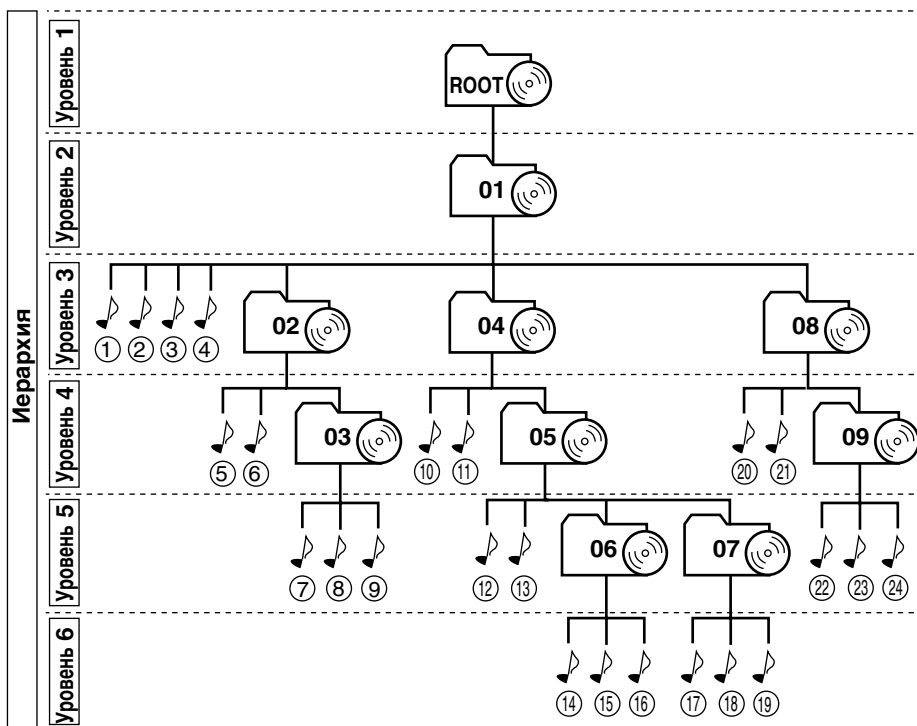 Иерархия
Уровень 1
ROOT
Уровень 2
01
Уровень 3
02 04 08
① ② ③ ④
Уровень 4
03 05 09
⑤ ⑥ ⑩ ⑪ ⑳ ㉑
Уровень 5
06 07
⑦ ⑧ ⑨ ⑫ ⑬ ㉒ ㉓ ㉔
Уровень 6
⑭ ⑮ ⑯ ⑰ ⑱ ⑲